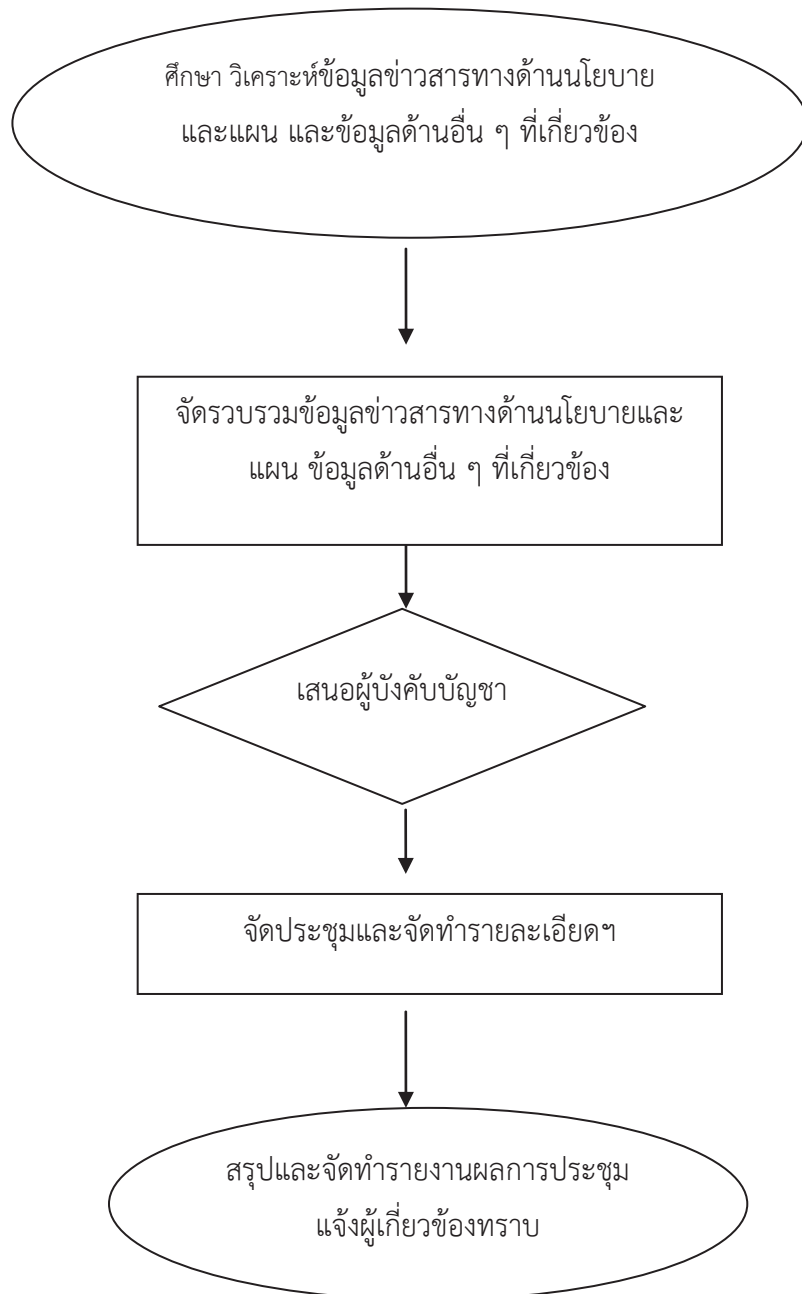 ศึกษา วิเคราะห์ข้อมูลข่าวสารทางด้านนโยบาย
และแผน และข้อมูลด้านอื่น ๆ ที่เกี่ยวข้อง
จัดรวบรวมข้อมูลข่าวสารทางด้านนโยบายและ
แผน ข้อมูลด้านอื่น ๆ ที่เกี่ยวข้อง
เสนอผู้บังคับบัญชา
จัดประชุมและจัดทำรายละเอียดฯ
สรุปและจัดทำรายงานผลการประชุม
แจ้งผู้เกี่ยวข้องทราบ